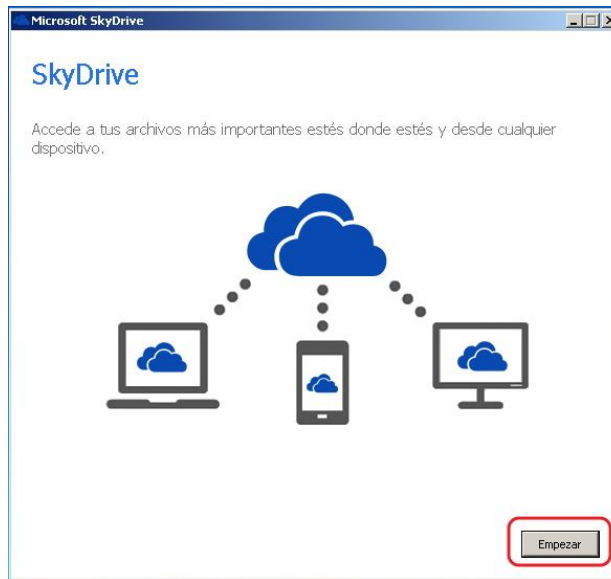 Microsoft SkyDrive
SkyDrive
Accede a tus archivos más importantes estés donde estés y desde cualquier
dispositivo.
Empezar